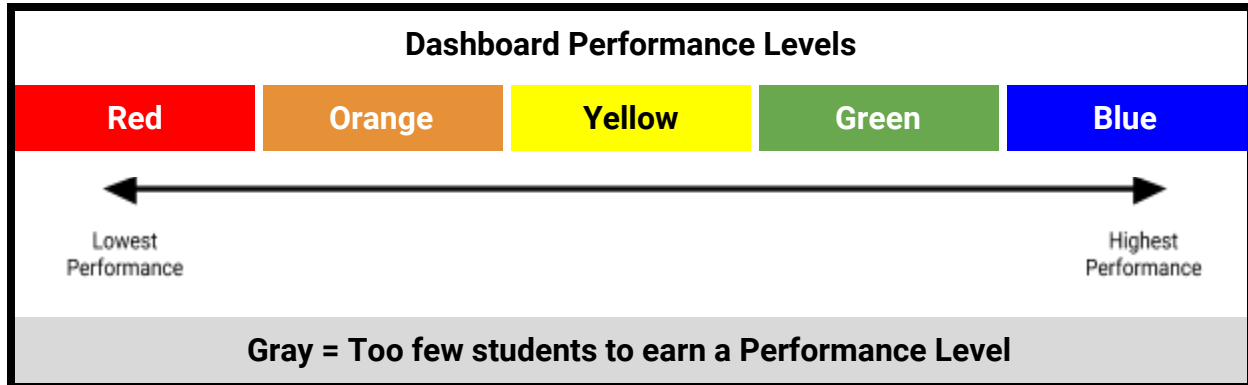 Dashboard Performance Levels
Red Orange Yellow Green Blue
Lowest Performance
Highest Performance
Gray = Too few students to earn a Performance Level